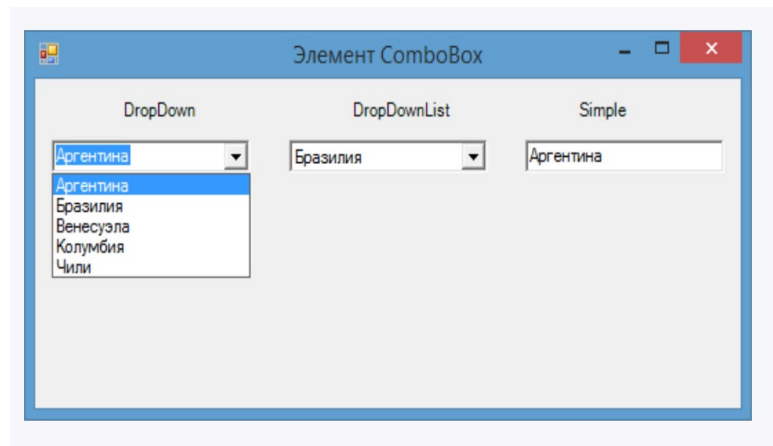 Элемент ComboBox
DropDown DropDownList Simple
Аргентина Бразилия Аргентина
Аргентина
Бразилия
Венесуэла
Колумбия
Чили